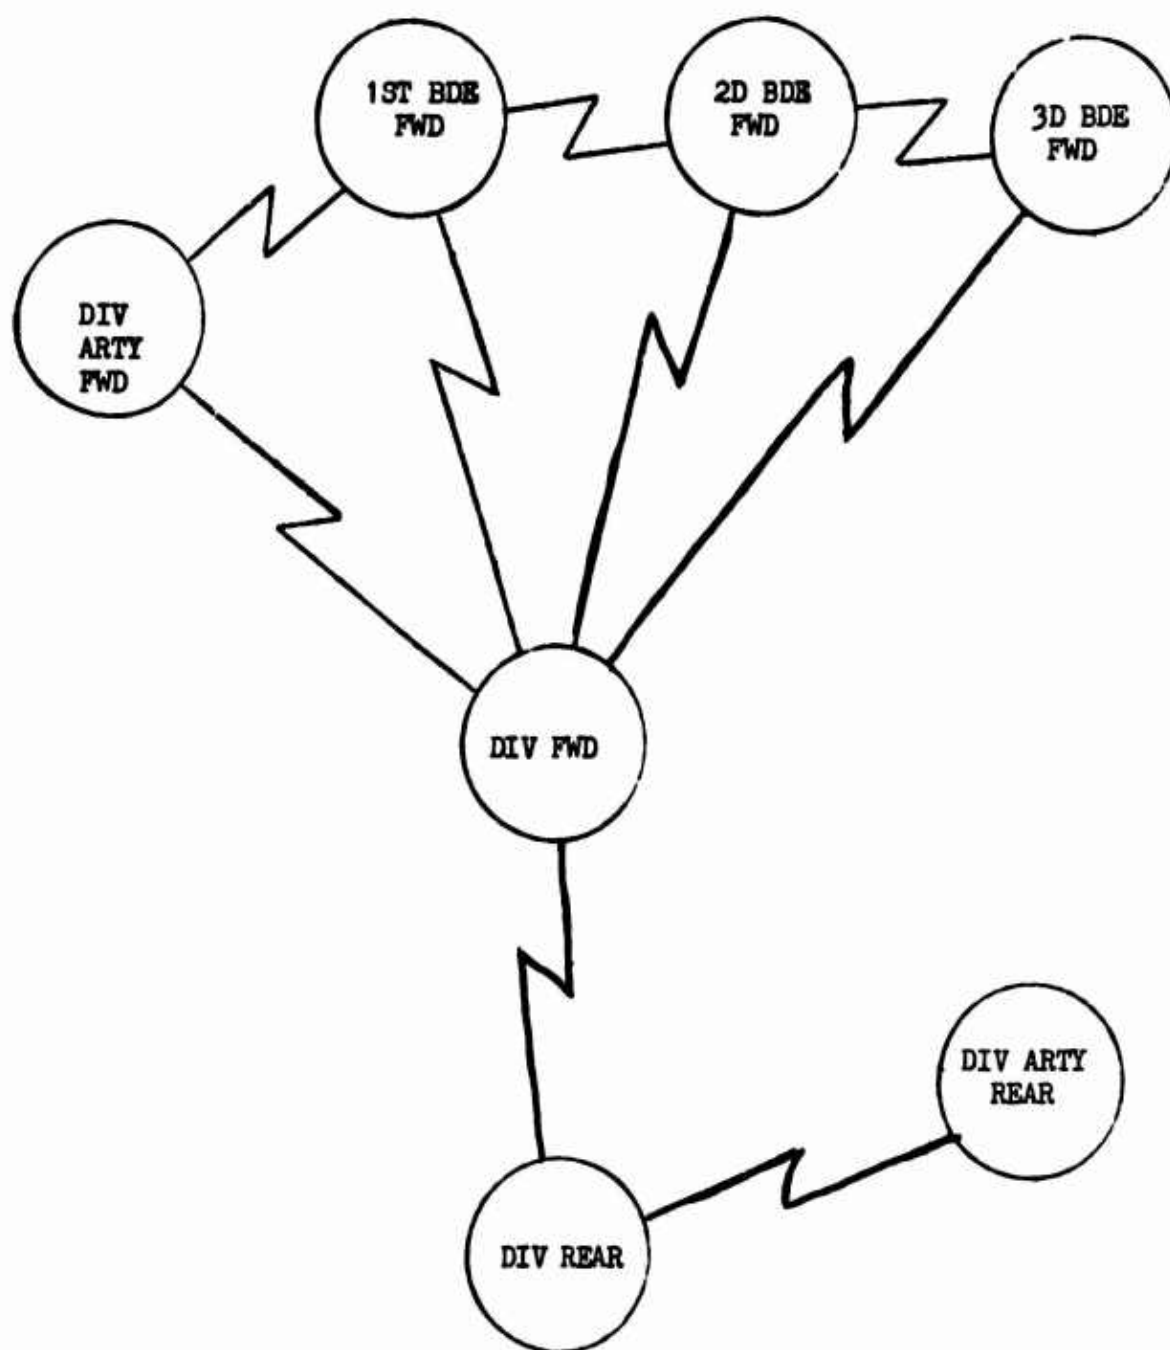 1ST BDE
FWD
2D BDE
FWD
3D BDE
FWD
DIV
ARTY
FWD
DIV FWD
DIV ARTY
REAR
DIV REAR